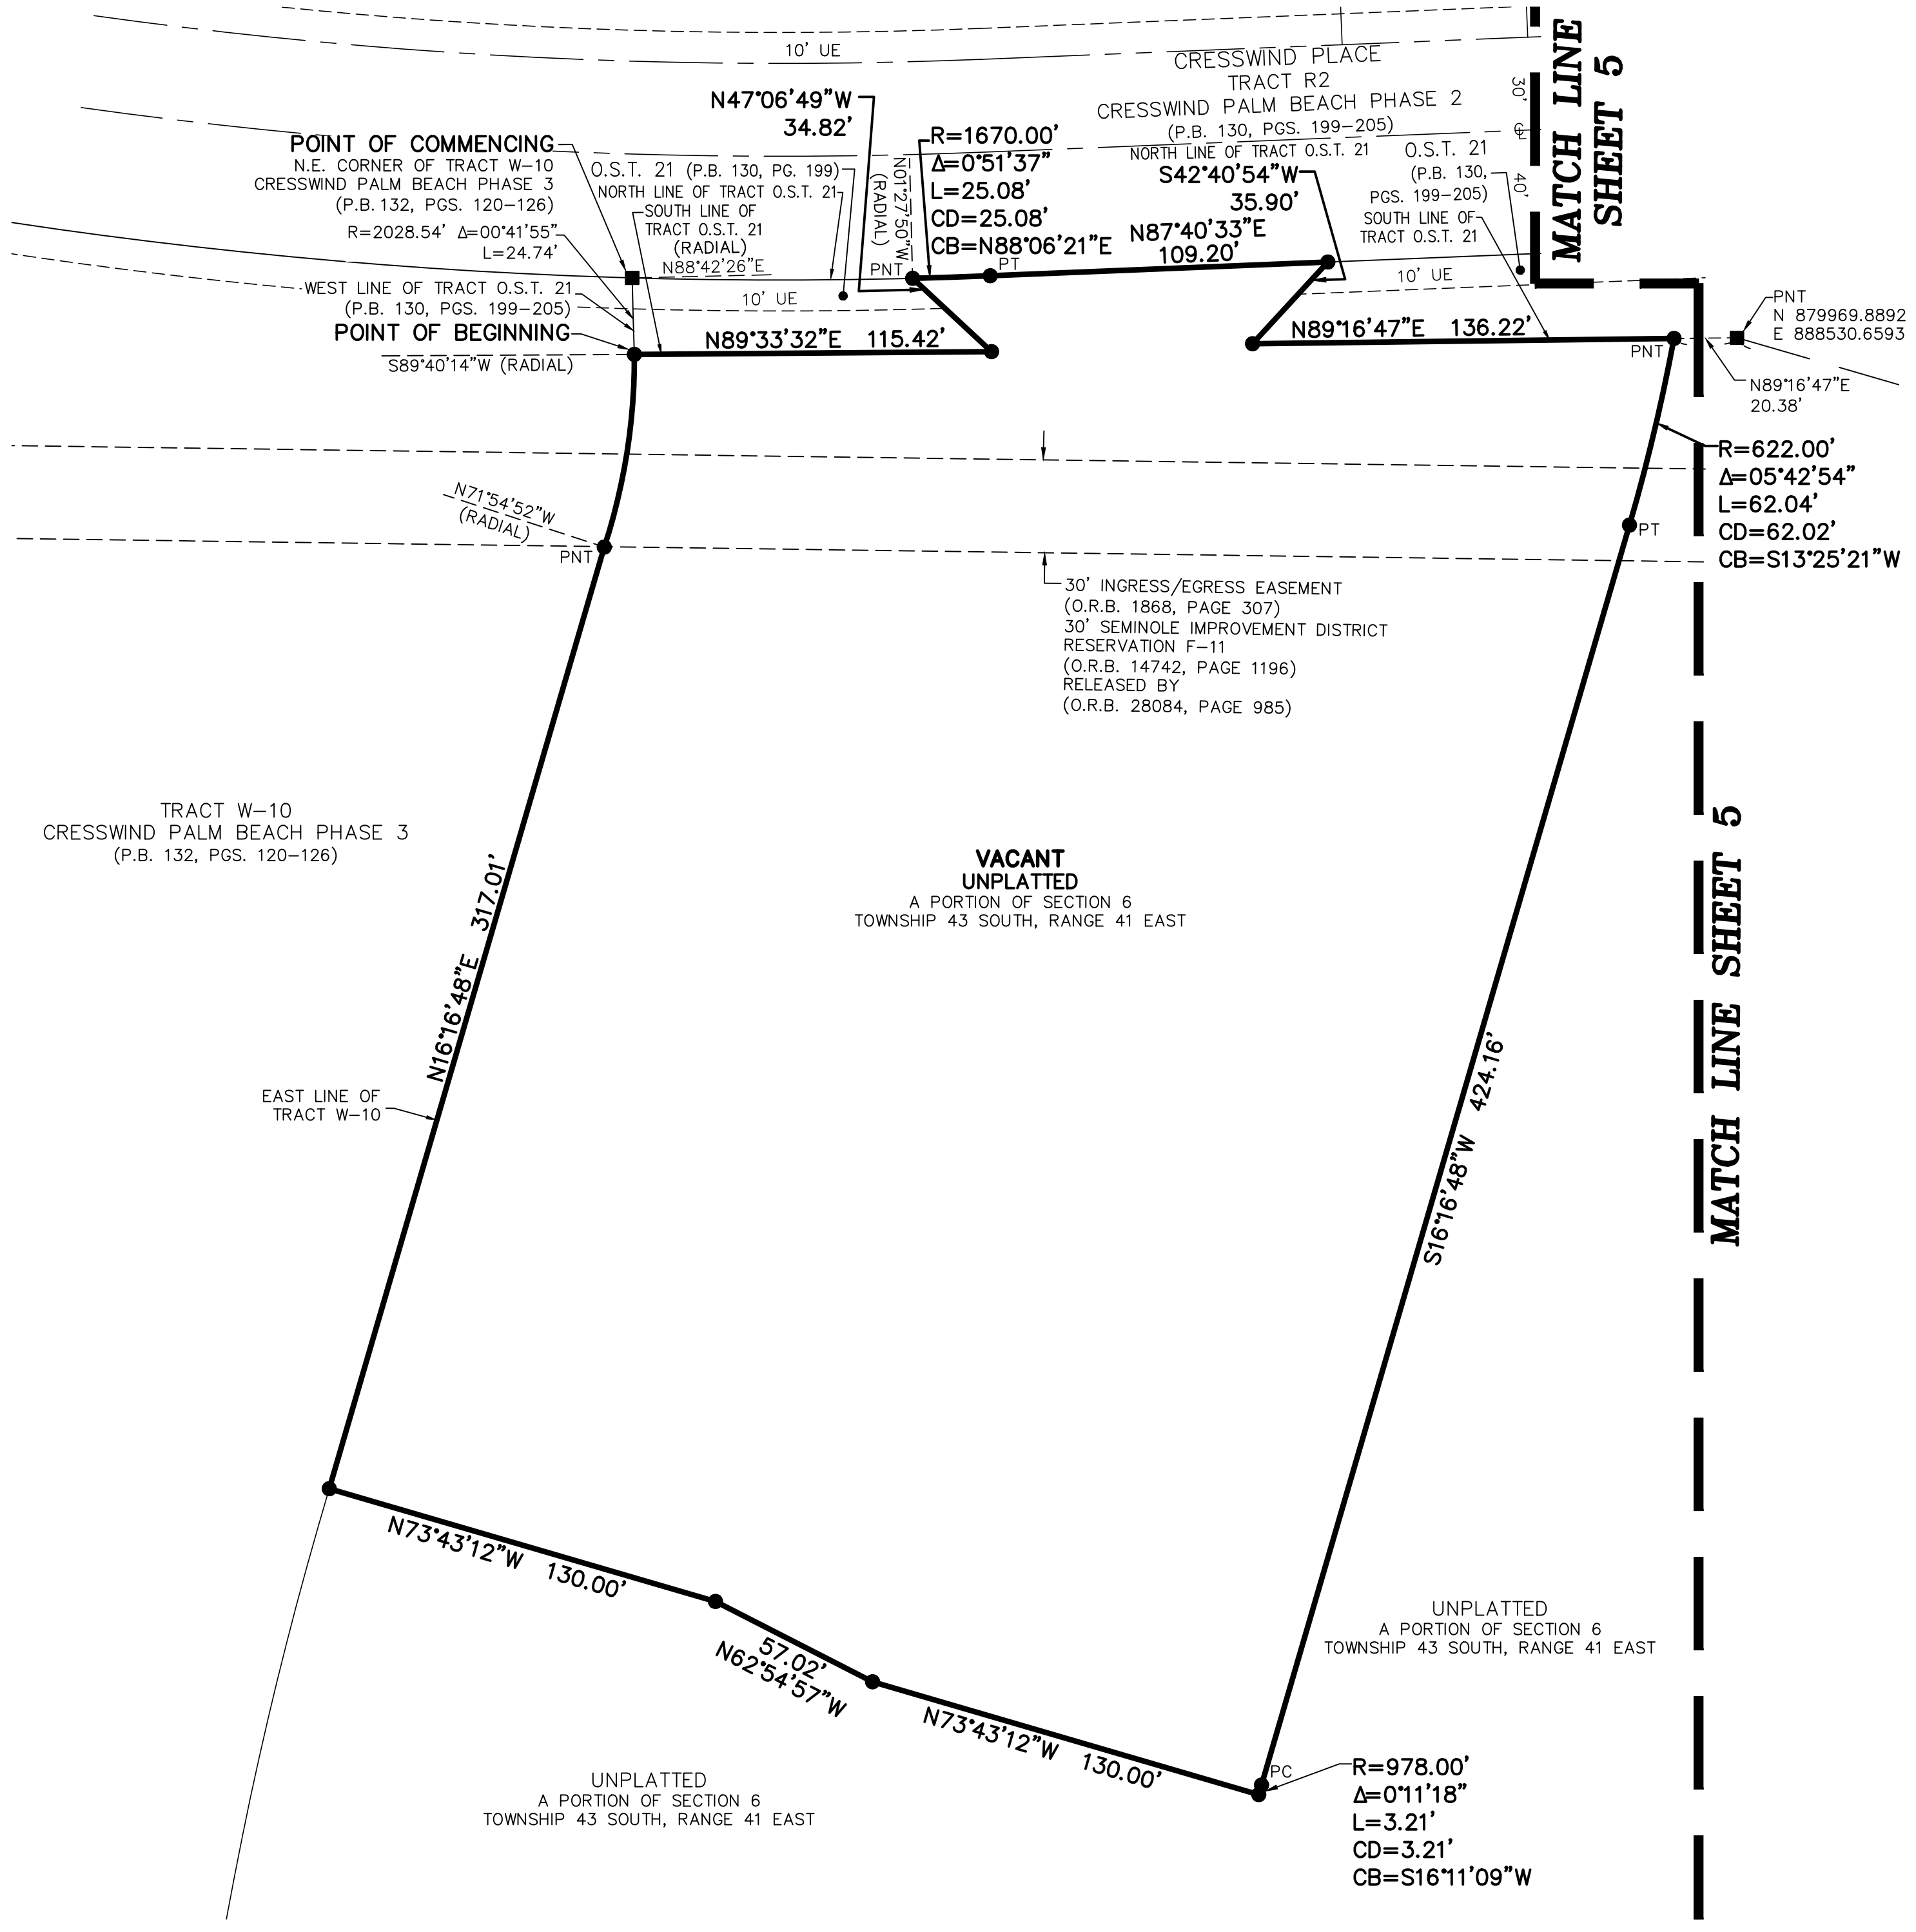 10' UE
CRESSWIND PLACE
TRACT R2
CRESSWIND PALM BEACH PHASE 2
(P.B. 130, PGS. 199-205)
30'
℄
40'
MATCH LINE
SHEET 5
N47°06'49"W
34.82'
POINT OF COMMENCING
N.E. CORNER OF TRACT W-10
CRESSWIND PALM BEACH PHASE 3
(P.B. 132, PGS. 120-126)
R=2028.54' Δ=00°41'55"
L=24.74'
O.S.T. 21 (P.B. 130, PG. 199)
NORTH LINE OF TRACT O.S.T. 21
SOUTH LINE OF
TRACT O.S.T. 21
(RADIAL)
N88°42'26"E
N01°27'50"W
(RADIAL)
R=1670.00'
Δ=0°51'37"
L=25.08'
CD=25.08'
CB=N88°06'21"E
NORTH LINE OF TRACT O.S.T. 21
S42°40'54"W
35.90'
N87°40'33"E
109.20'
O.S.T. 21
(P.B. 130,
PGS. 199-205)
SOUTH LINE OF
TRACT O.S.T. 21
PNT
PT
10' UE
10' UE
WEST LINE OF TRACT O.S.T. 21
(P.B. 130, PGS. 199-205)
POINT OF BEGINNING
S89°40'14"W (RADIAL)
N89°33'32"E 115.42'
N89°16'47"E 136.22'
PNT
PNT
N 879969.8892
E 888530.6593
N89°16'47"E
20.38'
R=622.00'
Δ=05°42'54"
L=62.04'
CD=62.02'
CB=S13°25'21"W
PT
N71°54'52"W
(RADIAL)
PNT
30' INGRESS/EGRESS EASEMENT
(O.R.B. 1868, PAGE 307)
30' SEMINOLE IMPROVEMENT DISTRICT
RESERVATION F-11
(O.R.B. 14742, PAGE 1196)
RELEASED BY
(O.R.B. 28084, PAGE 985)
TRACT W-10
CRESSWIND PALM BEACH PHASE 3
(P.B. 132, PGS. 120-126)
VACANT
UNPLATTED
A PORTION OF SECTION 6
TOWNSHIP 43 SOUTH, RANGE 41 EAST
N16°16'48"E 317.01'
EAST LINE OF
TRACT W-10
S16°16'48"W 424.16'
MATCH LINE SHEET 5
N73°43'12"W 130.00'
57.02'
N62°54'57"W
N73°43'12"W 130.00'
UNPLATTED
A PORTION OF SECTION 6
TOWNSHIP 43 SOUTH, RANGE 41 EAST
PC
R=978.00'
Δ=0°11'18"
L=3.21'
CD=3.21'
CB=S16°11'09"W
UNPLATTED
A PORTION OF SECTION 6
TOWNSHIP 43 SOUTH, RANGE 41 EAST